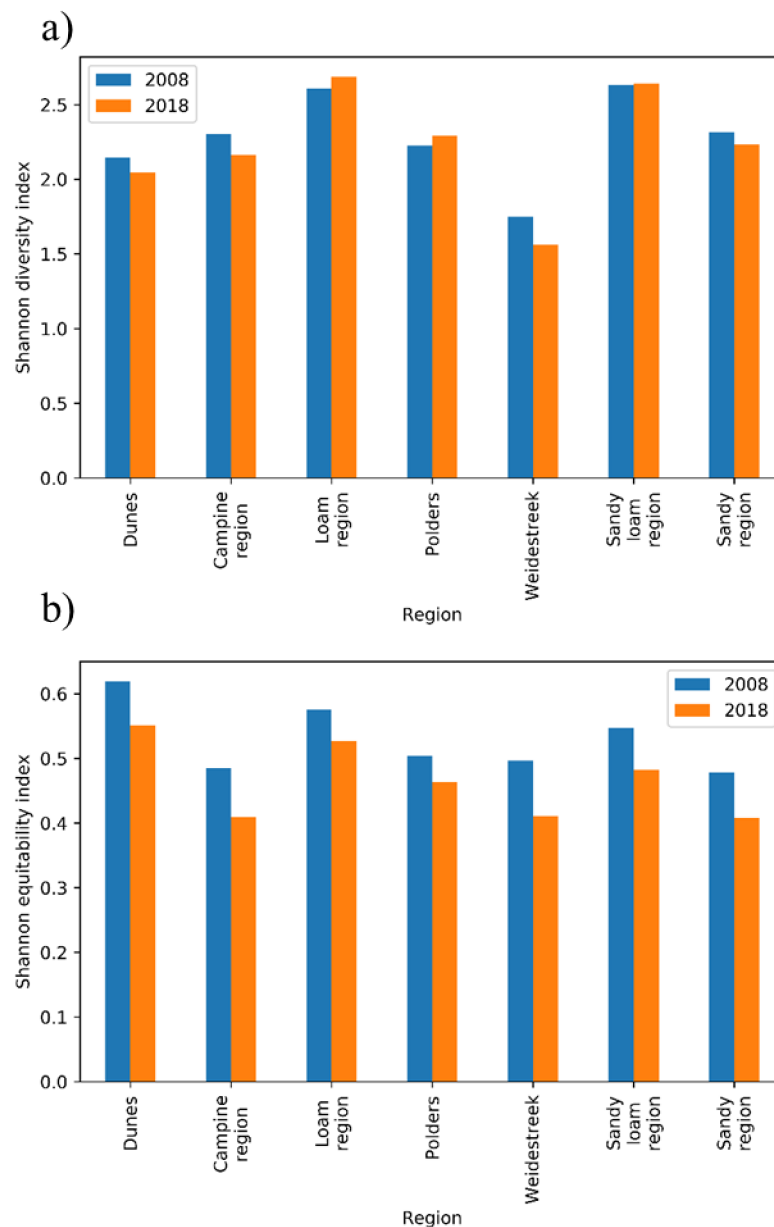 a)
2008
2018
2.5
2.0
1.5
1.0
0.5
0.0
Shannon diversity index
Dunes
Campine
region
Loam
region
Polders
Weidestreek
Sandy
loam
region
Sandy
region
Region
b)
2008
2018
0.6
0.5
0.4
0.3
0.2
0.1
0.0
Shannon equitability index
Dunes
Campine
region
Loam
region
Polders
Weidestreek
Sandy
loam
region
Sandy
region
Region